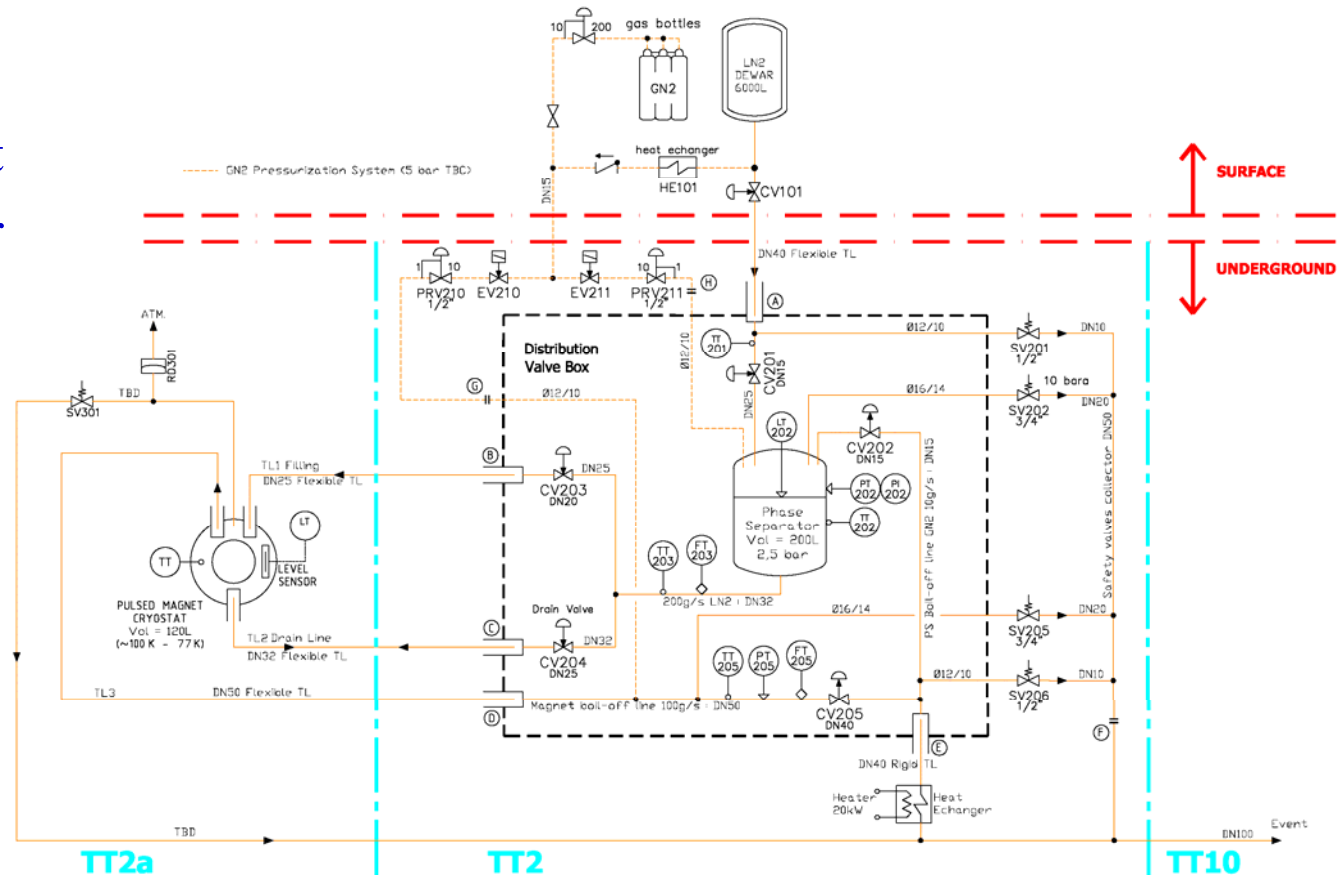 10
200
gas bottles
GN2
LN2
DEWAR
6000L
heat echanger
HE101
CV101
GN2 Pressurization System (5 bar TBC)
DN15
SURFACE
UNDERGROUND
DN40 Flexible TL
1
10
PRV210
1/2"
EV210
EV211
10
1
PRV211
1/2"
H
A
ATM.
RD301
TBD
SV301
Distribution
Valve Box
TT
201
CV201
DN15
DN25
Ø12/10
Ø12/10
SV201
1/2"
DN10
G
Ø12/10
Ø16/14
10 bara
SV202
3/4"
DN20
LT
202
CV202
DN15
B
TL1 Filling
DN25 Flexible TL
CV203
DN20
DN25
PT
202
PI
202
TT
202
Phase
Separator
Vol = 200L
2,5 bar
PS Boil-off line GN2 10g/s : DN15
Safety valves collector DN50
LT
TT
LEVEL
SENSOR
PULSED MAGNET
CRYOSTAT
Vol = 120L
(~100 K - 77 K)
TT
203
FT
203
200g/s LN2 : DN32
Drain Valve
C
TL2 Drain Line
DN32 Flexible TL
CV204
DN25
DN32
Ø16/14
SV205
3/4"
DN20
TT
205
PT
205
FT
205
Ø12/10
SV206
1/2"
DN10
TL3
DN50 Flexible TL
D
Magnet boil-off line 100g/s : DN50
CV205
DN40
E
F
DN40 Rigid TL
Heater
20kW
Heat
Echanger
TBD
DN100
Event
TT2a
TT2
TT10